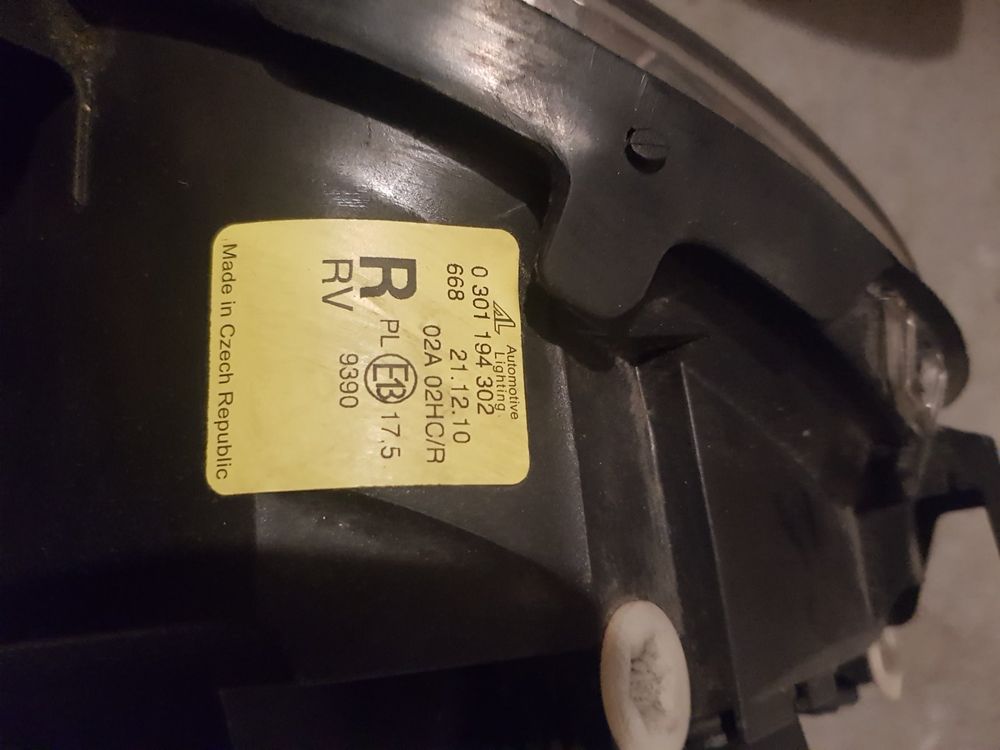 AL Automotive Lighting
0 301 194 302
668 21.12.10
02A 02HC/R
R PL E13 17,5
RV 9390
Made in Czech Republic